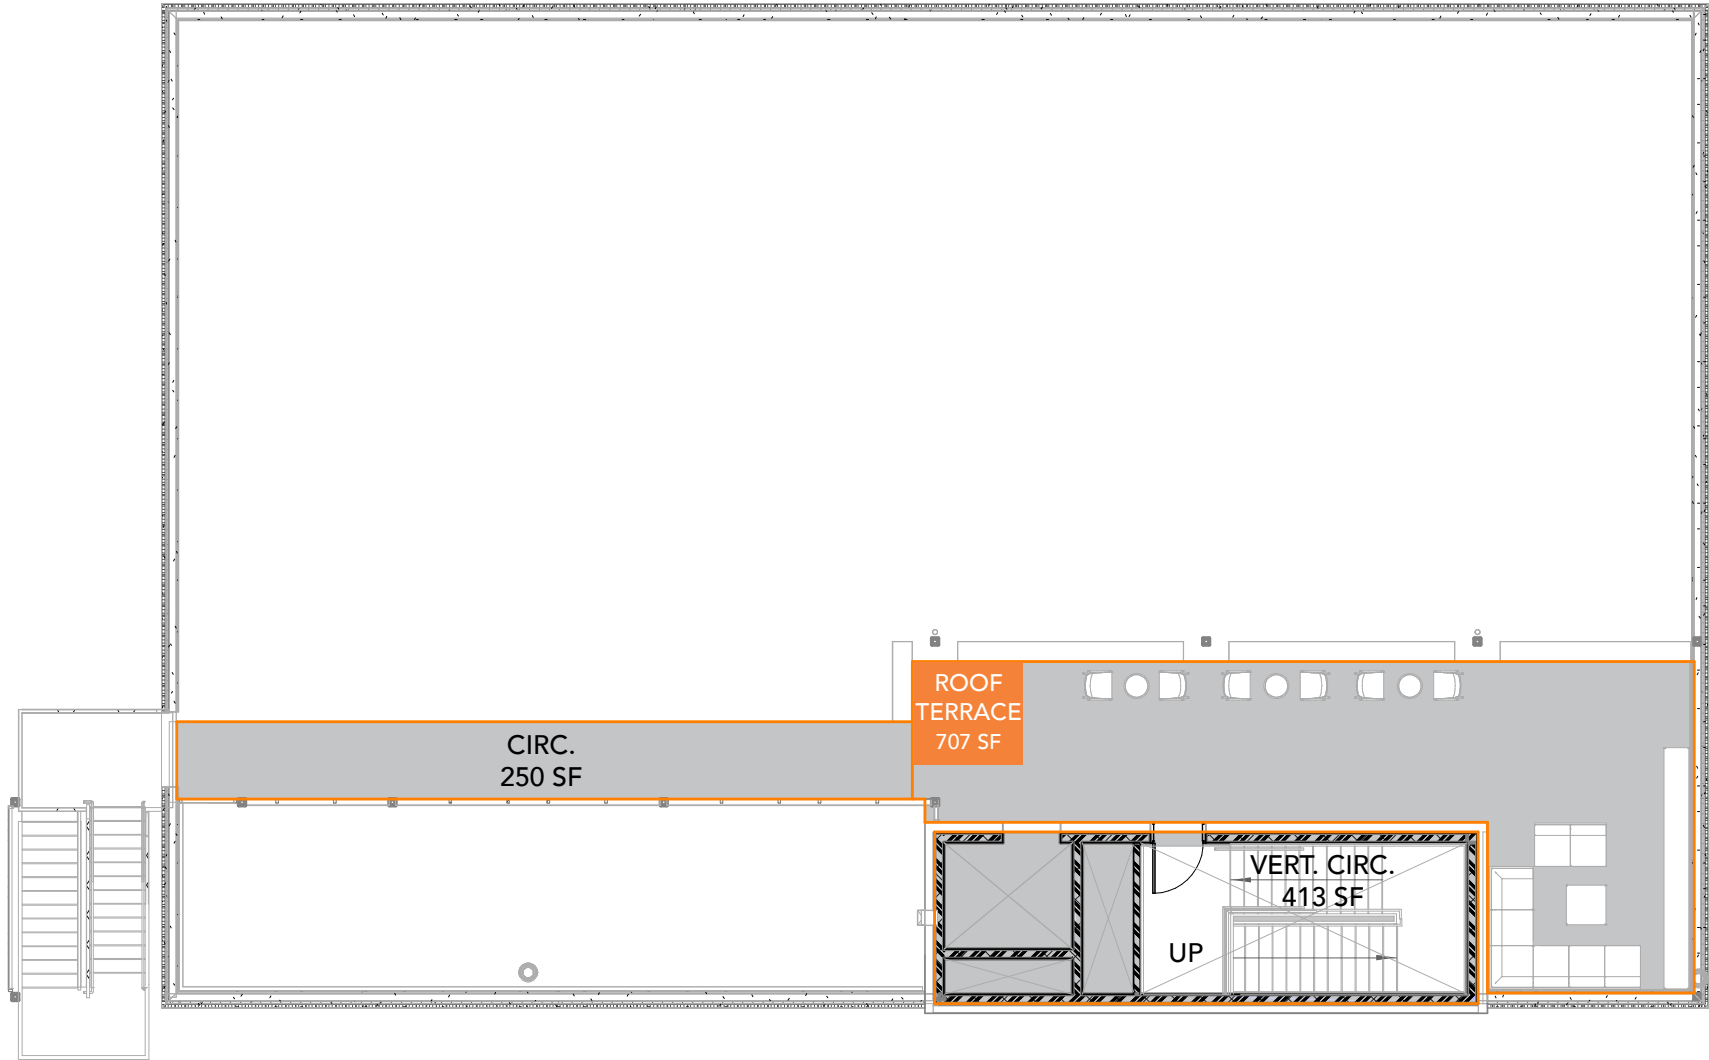 ROOF
TERRACE
707 SF
CIRC.
250 SF
VERT. CIRC.
413 SF
UP